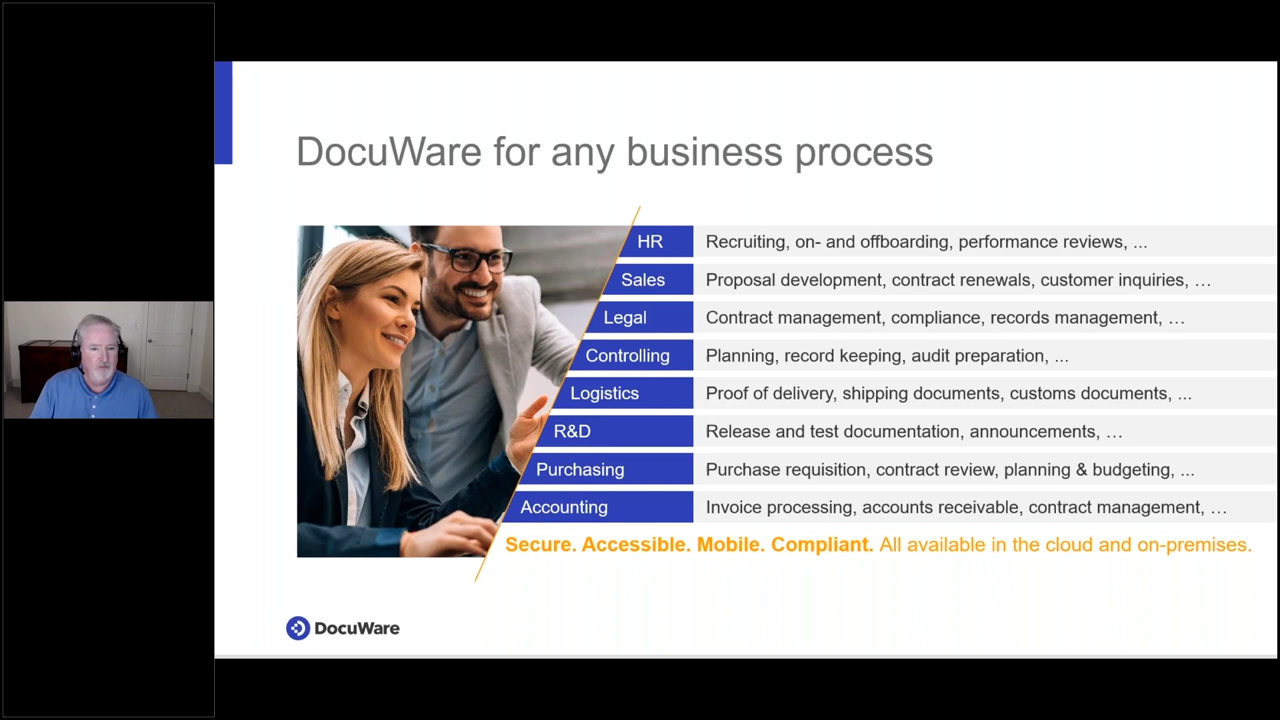 DocuWare for any business process
HR Recruiting, on- and offboarding, performance reviews, ...
Sales Proposal development, contract renewals, customer inquiries, …
Legal Contract management, compliance, records management, …
Controlling Planning, record keeping, audit preparation, ...
Logistics Proof of delivery, shipping documents, customs documents, ...
R&D Release and test documentation, announcements, …
Purchasing Purchase requisition, contract review, planning & budgeting, ...
Accounting Invoice processing, accounts receivable, contract management, …
Secure. Accessible. Mobile. Compliant. All available in the cloud and on-premises.
DocuWare